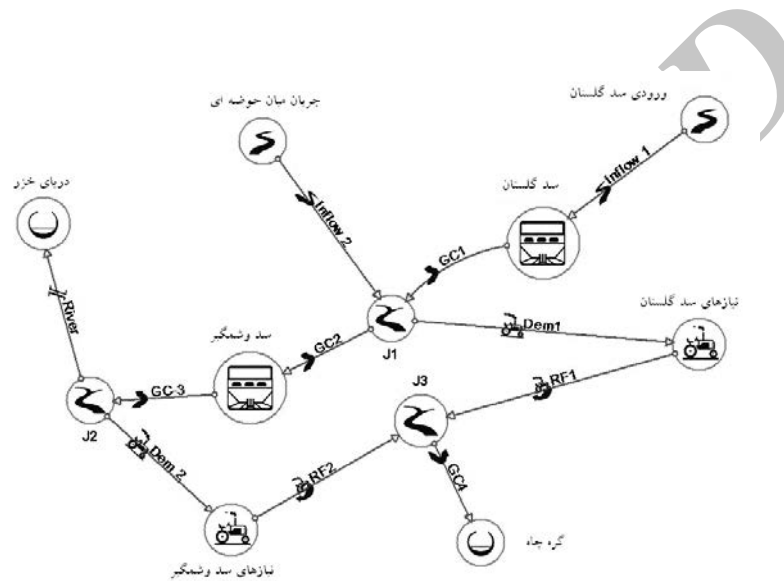 ورودی سد گلستان
جریان میان حوضه ای
Inflow 1
سد گلستان
دریای خزر
Inflow 2
GC1
River
نیازهای سد گلستان
Dem1
J1
سد وشمگیر
GC2
RF1
J3
GC-3
J2
Dem 2
RF2
GC4
گره چاه
نیازهای سد وشمگیر